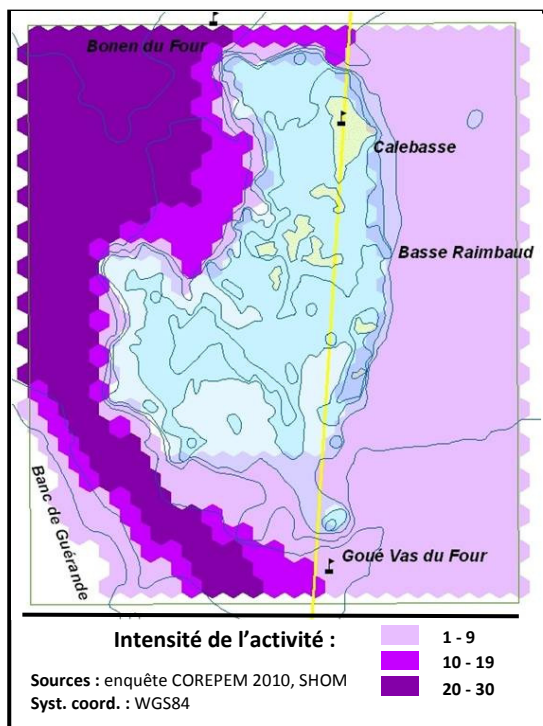 Bonen du Four
Calebasse
Basse Raimbaud
Banc de Guérande
Goué Vas du Four
Intensité de l'activité :
1 - 9
10 - 19
20 - 30
Sources : enquête COREPEM 2010, SHOM
Syst. coord. : WGS84